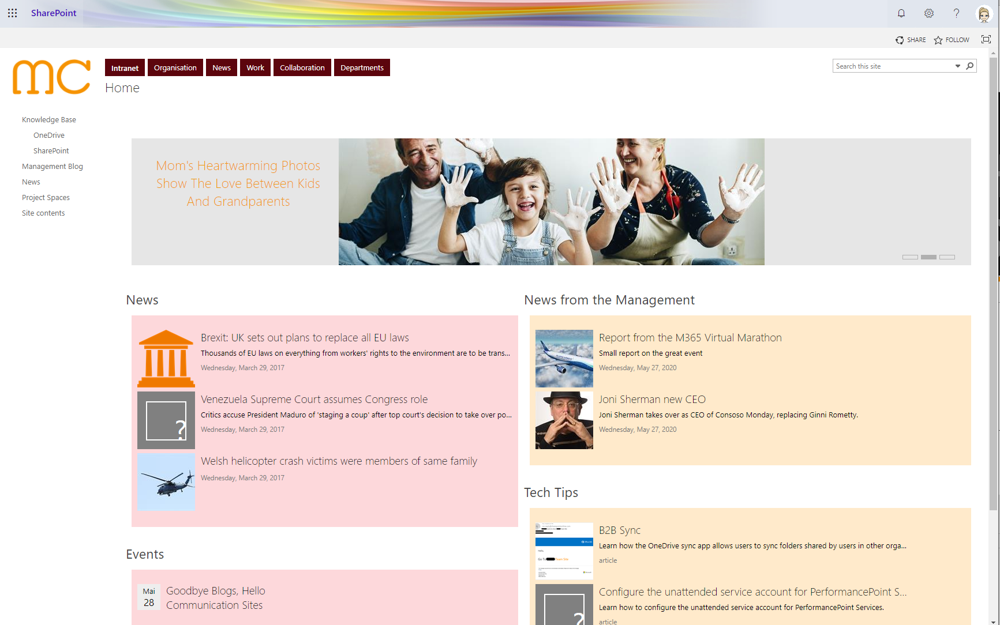 SharePoint
SHARE
FOLLOW
mc
Intranet
Organisation
News
Work
Collaboration
Departments
Search this site
Home
Knowledge Base
OneDrive
SharePoint
Management Blog
News
Project Spaces
Site contents
Mom's Heartwarming Photos
Show The Love Between Kids
And Grandparents
News
Brexit: UK sets out plans to replace all EU laws
Thousands of EU laws on everything from workers' rights to the environment are to be trans...
Wednesday, March 29, 2017
?
Venezuela Supreme Court assumes Congress role
Critics accuse President Maduro of 'staging a coup' after top court's decision to take over po...
Wednesday, March 29, 2017
Welsh helicopter crash victims were members of same family
Wednesday, March 29, 2017
Events
Mai
28
Goodbye Blogs, Hello
Communication Sites
News from the Management
Report from the M365 Virtual Marathon
Small report on the great event
Wednesday, May 27, 2020
Joni Sherman new CEO
Joni Sherman takes over as CEO of Consoso Monday, replacing Ginni Rometty.
Wednesday, May 27, 2020
Tech Tips
Hello,
Go To Team Site
B2B Sync
Learn how the OneDrive sync app allows users to sync folders shared by users in other orga...
article
?
Configure the unattended service account for PerformancePoint S...
Learn how to configure the unattended service account for PerformancePoint Services.
article